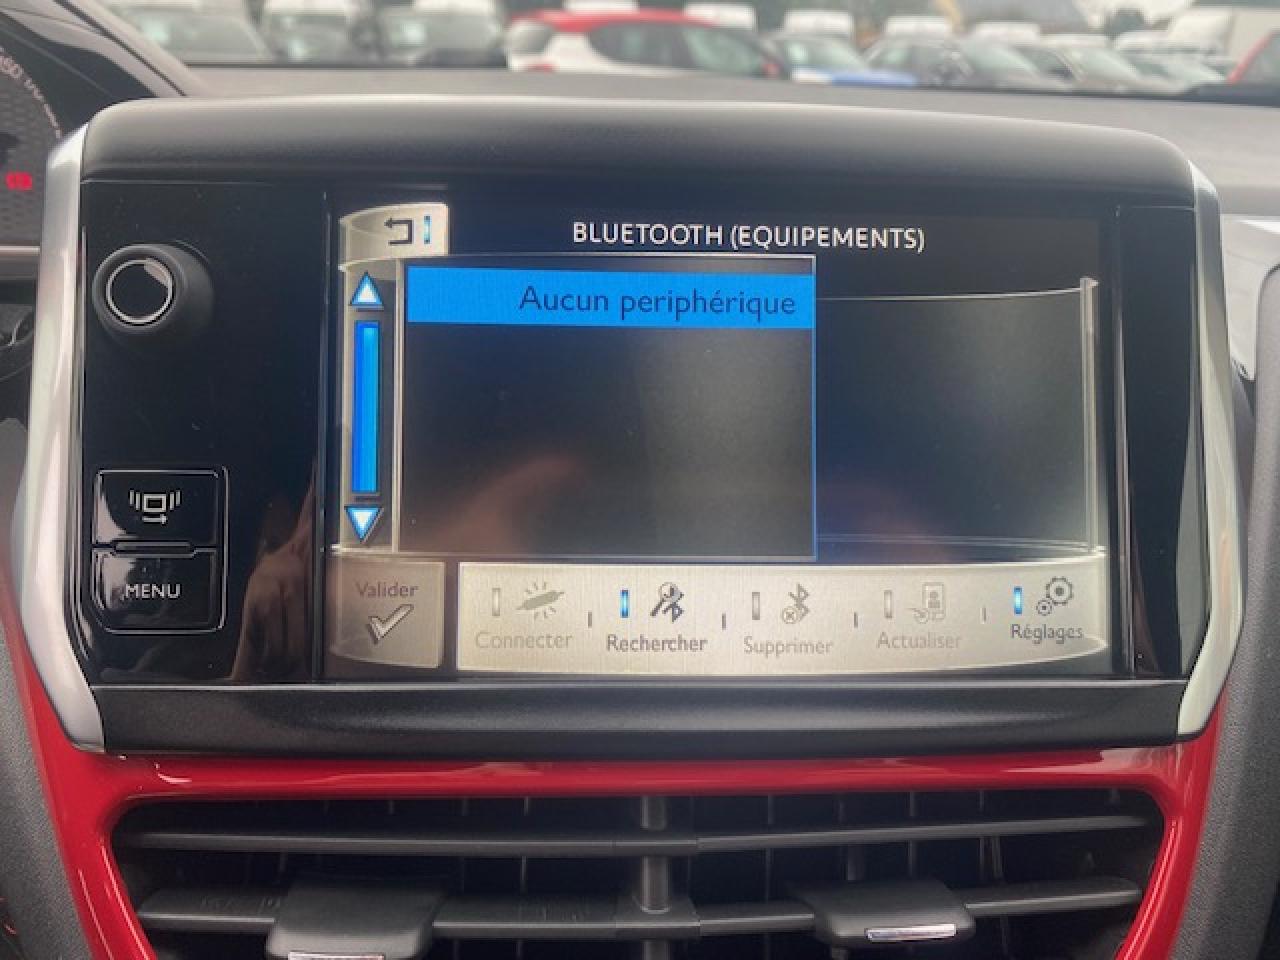 BLUETOOTH (EQUIPEMENTS)
Aucun periphérique
MENU
Valider
Connecter
Rechercher
Supprimer
Actualiser
Réglages